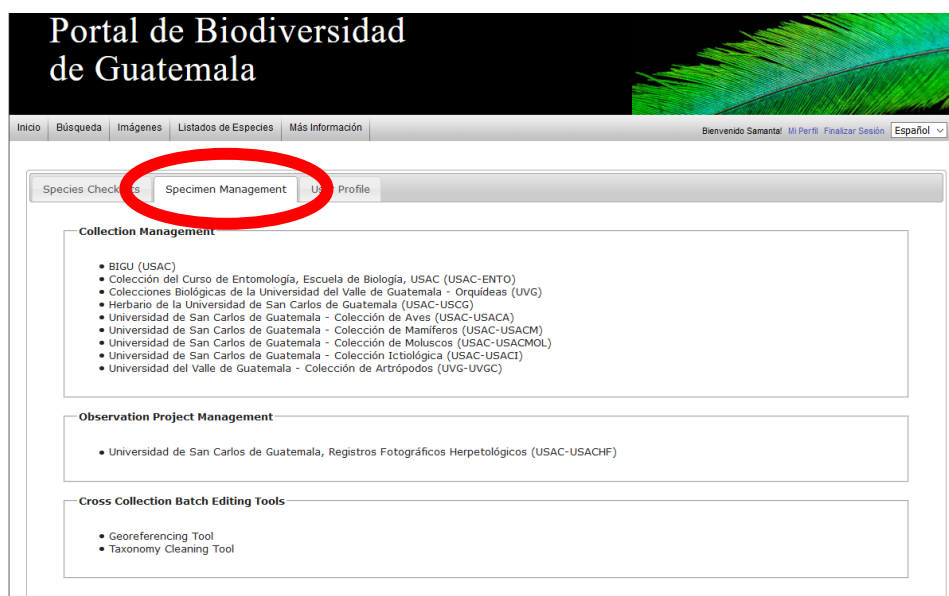 Portal de Biodiversidad
de Guatemala
Inicio Búsqueda Imágenes Listados de Especies Más Información Bienvenido Samanta! Mi Perfil Finalizar Sesión Español
Species Specimen Management Profile
Collection Management
• BIGU (USAC)
• Colección del Curso de Entomología, Escuela de Biología, USAC (USAC-ENTO)
• Colecciones Biológicas de la Universidad del Valle de Guatemala - Orquídeas (UVG)
• Herbario de la Universidad de San Carlos de Guatemala (USAC-USCG)
• Universidad de San Carlos de Guatemala - Colección de Aves (USAC-USACA)
• Universidad de San Carlos de Guatemala - Colección de Mamíferos (USAC-USACM)
• Universidad de San Carlos de Guatemala - Colección de Moluscos (USAC-USACMOL)
• Universidad de San Carlos de Guatemala - Colección Ictiológica (USAC-USACI)
• Universidad del Valle de Guatemala - Colección de Artrópodos (UVG-UVGC)
Observation Project Management
• Universidad de San Carlos de Guatemala, Registros Fotográficos Herpetológicos (USAC-USACHF)
Cross Collection Batch Editing Tools
• Georeferencing Tool
• Taxonomy Cleaning Tool